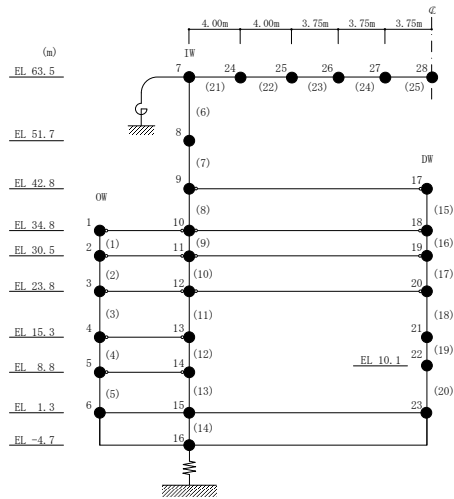 ℄
4.00m 4.00m 3.75m 3.75m 3.75m
(m) IW
7 24 25 26 27 28
EL 63.5
(21) (22) (23) (24) (25)
(6)
EL 51.7 8
(7) DW
EL 42.8 9 17
OW (8) (15)
EL 34.8 1 10 18
(1) (9) (16)
EL 30.5 2 11 19
(2) (10) (17)
EL 23.8 3 12 20
(3) (11) (18)
EL 15.3 4 13 21
(4) (12) (19)
EL 10.1 22
EL 8.8 5 14
(5) (13) (20)
EL 1.3 6 15 23
(14)
EL -4.7 16